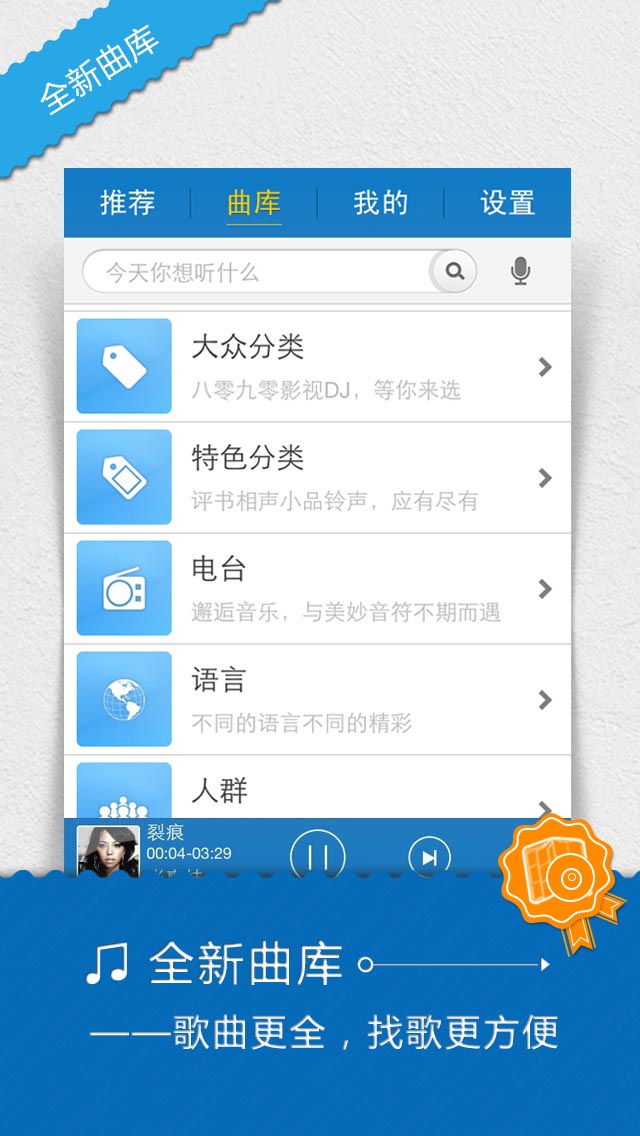 全新曲库
推荐 曲库 我的 设置
今天你想听什么
大众分类
八零九零影视DJ，等你来选
特色分类
评书相声小品铃声，应有尽有
电台
邂逅音乐，与美妙音符不期而遇
语言
不同的语言不同的精彩
人群
裂痕
00:04-03:29
全新曲库
——歌曲更全，找歌更方便